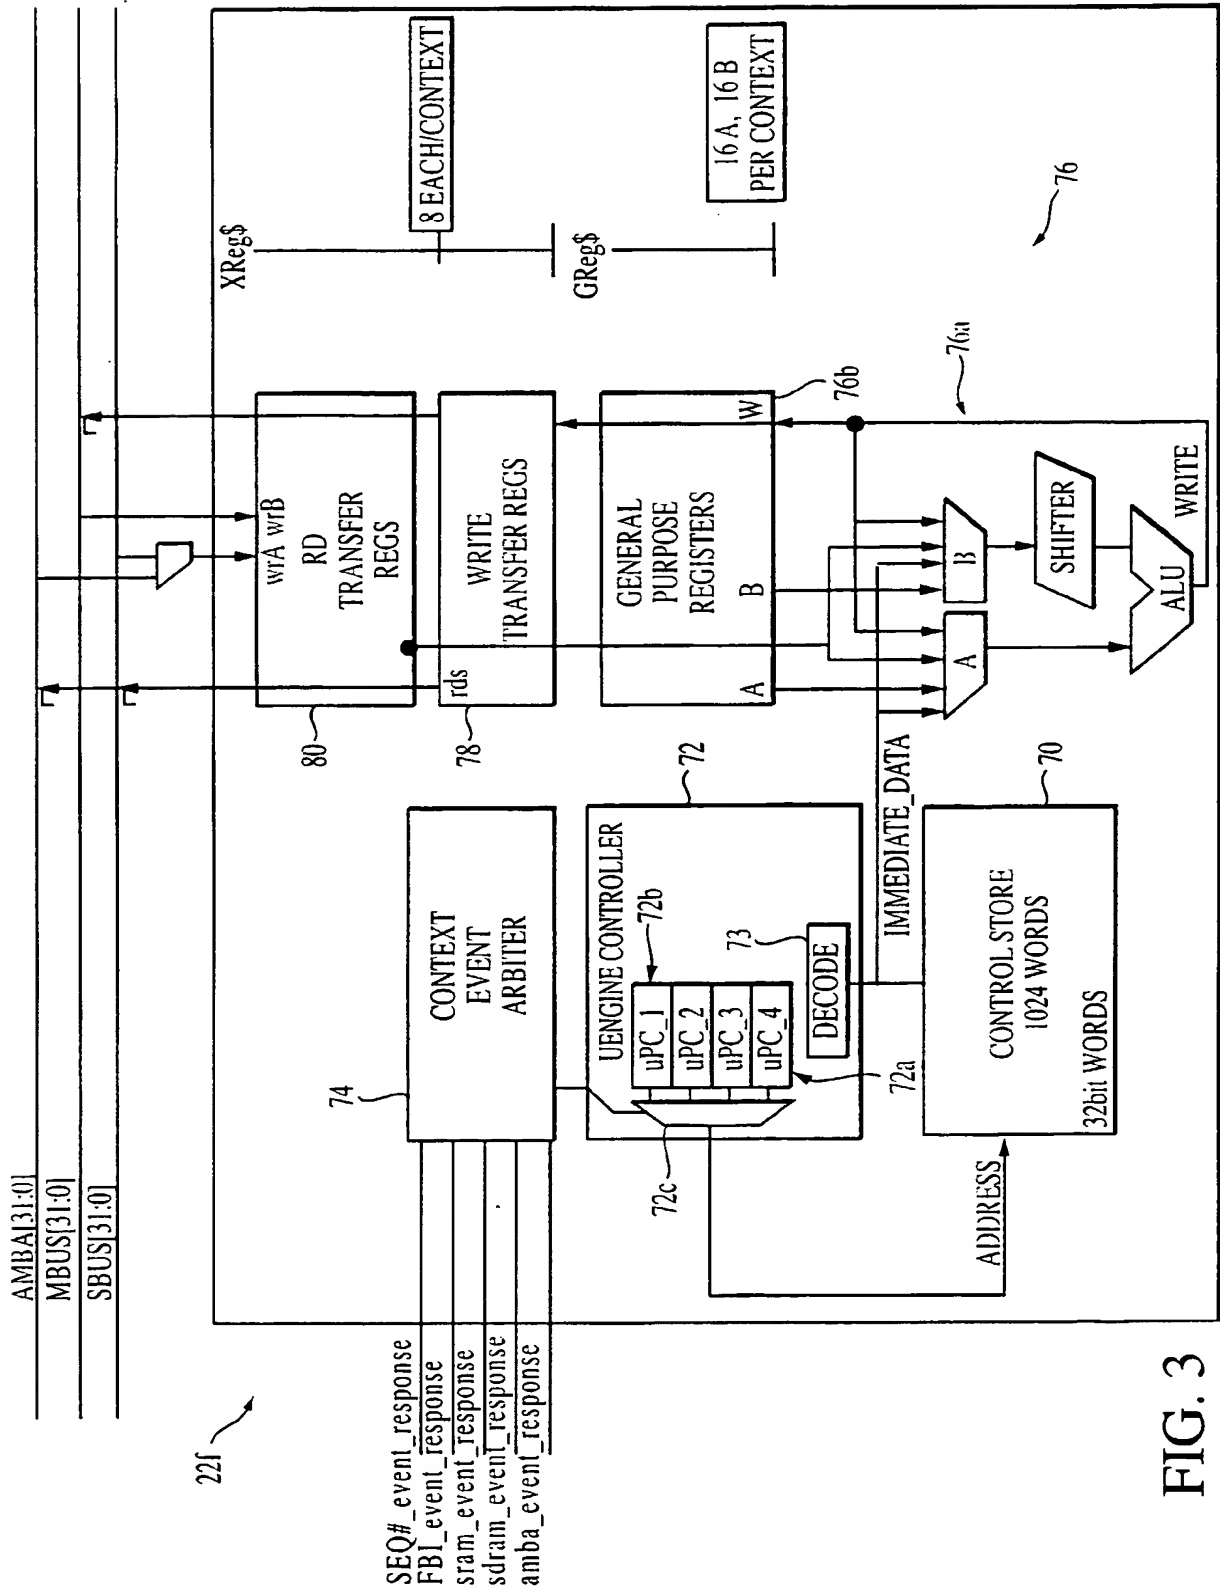 AMBA[31:0]
MBUS[31:0]
SBUS[31:0]
22f
SEQ#_event_response
FBI_event_response
sram_event_response
sdram_event_response
amba_event_response
74
CONTEXT
EVENT
ARBITER
72
UENGINE CONTROLLER
72b
uPC_1
uPC_2
uPC_3
uPC_4
72a
72c
73
DECODE
ADDRESS
IMMEDIATE_DATA
70
CONTROL STORE
1024 WORDS
32bit WORDS
80
wrA wrB
RD
TRANSFER
REGS
78
rds
WRITE
TRANSFER REGS
GENERAL
PURPOSE
REGISTERS
A
B
W
76b
76a
A
B
SHIFTER
ALU
WRITE
XReg$
8 EACH/CONTEXT
GReg$
16 A, 16 B
PER CONTEXT
76
FIG. 3